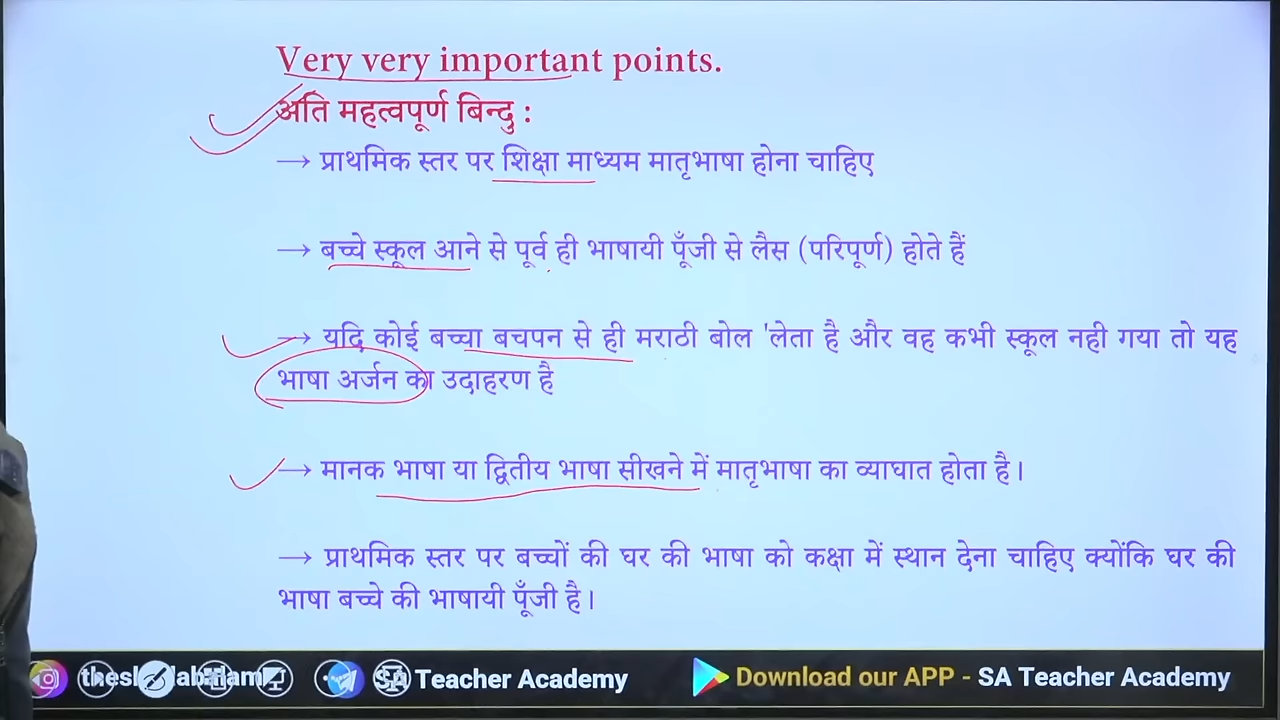 Very very important points.
अति महत्वपूर्ण बिन्दु :
→ प्राथमिक स्तर पर शिक्षा माध्यम मातृभाषा होना चाहिए
→ बच्चे स्कूल आने से पूर्व ही भाषायी पूँजी से लैस (परिपूर्ण) होते हैं
→ यदि कोई बच्चा बचपन से ही मराठी बोल 'लेता है और वह कभी स्कूल नही गया तो यह
भाषा अर्जन का उदाहरण है
→ मानक भाषा या द्वितीय भाषा सीखने में मातृभाषा का व्याघात होता है।
→ प्राथमिक स्तर पर बच्चों की घर की भाषा को कक्षा में स्थान देना चाहिए क्योंकि घर की
भाषा बच्चे की भाषायी पूँजी है।
SA Teacher Academy Download our APP - SA Teacher Academy